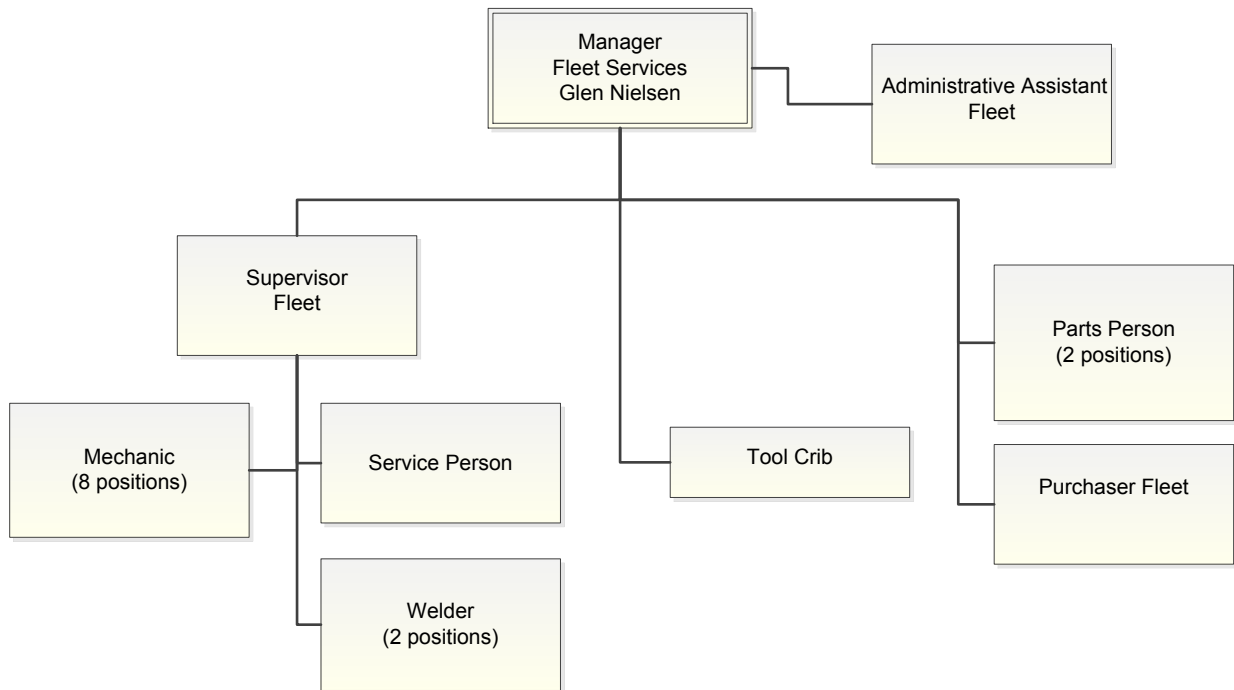 Manager
Fleet Services
Glen Nielsen
Administrative Assistant
Fleet
Supervisor
Fleet
Parts Person
(2 positions)
Mechanic
(8 positions)
Service Person
Tool Crib
Purchaser Fleet
Welder
(2 positions)